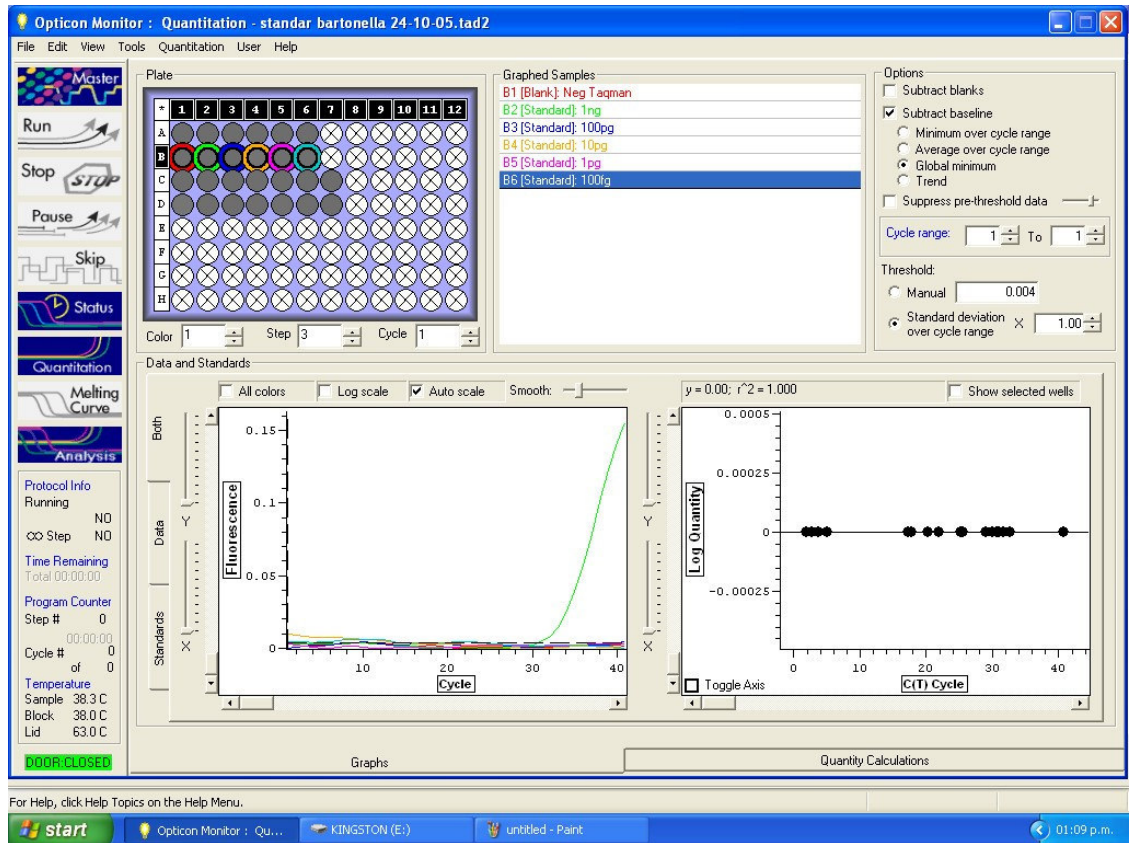 Opticon Monitor : Quantitation - standar bartonella 24-10-05.tad2
File Edit View Tools Quantitation User Help
Master
Run
Stop STOP
Pause
Skip
Status
Quantitation
Melting
Curve
Analysis
Protocol Info
Running
NO
∞ Step NO
Time Remaining
Total 00:00:00
Program Counter
Step # 0
00:00:00
Cycle # 0
of 0
Temperature
Sample 38.3 C
Block 38.0 C
Lid 63.0 C
DOOR:CLOSED
Plate
* 1 2 3 4 5 6 7 8 9 10 11 12
A
B
C
D
E
F
G
H
Color 1 Step 3 Cycle 1
Graphed Samples
B1 [Blank]: Neg Taqman
B2 [Standard]: 1ng
B3 [Standard]: 100pg
B4 [Standard]: 10pg
B5 [Standard]: 1pg
B6 [Standard]: 100fg
Options
Subtract blanks
Subtract baseline
Minimum over cycle range
Average over cycle range
Global minimum
Trend
Suppress pre-threshold data
Cycle range: 1 To 1
Threshold:
Manual 0.004
Standard deviation
over cycle range X 1.00
Data and Standards
Both
Data
Standards
All colors Log scale Auto scale Smooth:
Y
X
Fluorescence
0.15
0.1
0.05
0
10 20 30 40
Cycle
y = 0.00; r^2 = 1.000 Show selected wells
Y
X
Log Quantity
0.0005
0.00025
0
-0.00025
0 10 20 30 40
Toggle Axis C(T) Cycle
Graphs
Quantity Calculations
For Help, click Help Topics on the Help Menu.
start Opticon Monitor : Qu... KINGSTON (E:) untitled - Paint 01:09 p.m.